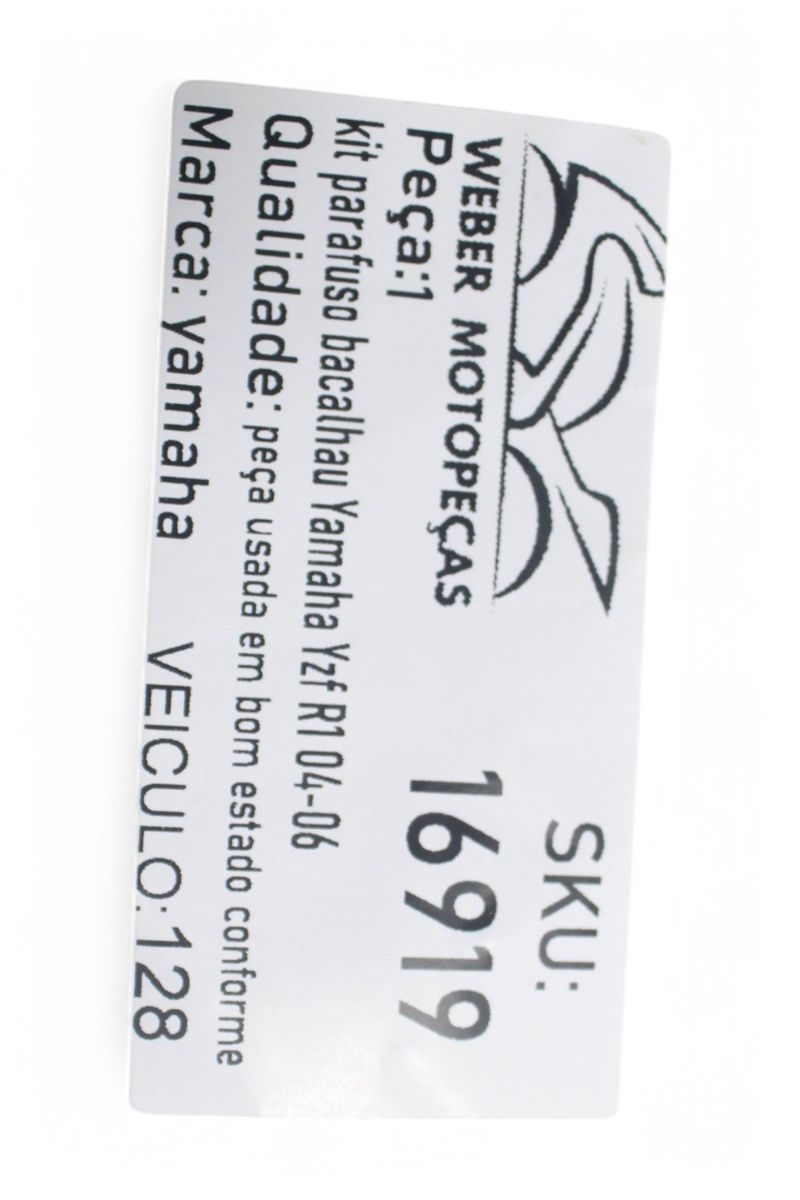 WEBER MOTOPEÇAS
SKU:
Peça:1
16919
kit parafuso bacalhau Yamaha Yzf R1 04-06
Qualidade: peça usada em bom estado conforme
Marca: yamaha VEICULO:128